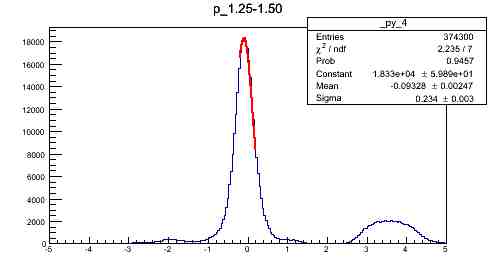 p_1.25-1.50
_py_4
Entries 374300
χ² / ndf 2.235 / 7
Prob 0.9457
Constant 1.833e+04 ± 5.989e+01
Mean -0.09328 ± 0.00247
Sigma 0.234 ± 0.003
18000
16000
14000
12000
10000
8000
6000
4000
2000
0
-5 -4 -3 -2 -1 0 1 2 3 4 5